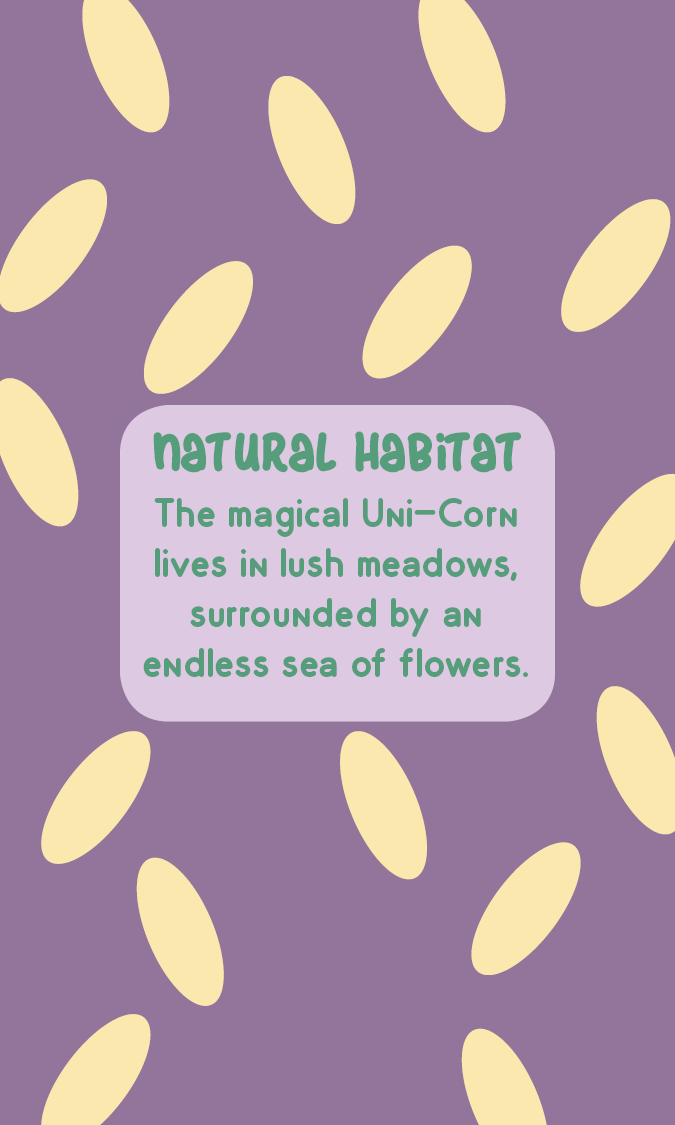 NATURAL HABITAT
The magical Uni-Corn
lives in lush meadows,
surrounded by an
endless sea of flowers.